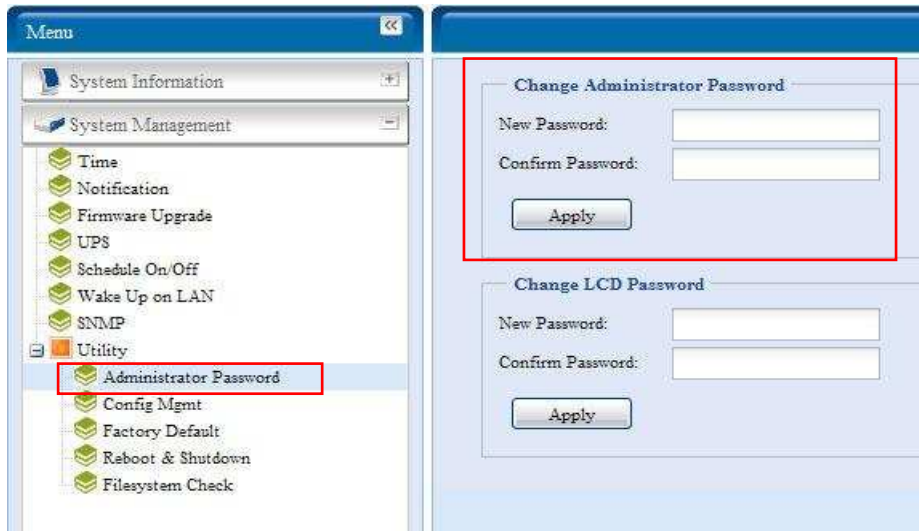 Menu
System Information
System Management
Time
Notification
Firmware Upgrade
UPS
Schedule On/Off
Wake Up on LAN
SNMP
Utility
Administrator Password
Config Mgmt
Factory Default
Reboot & Shutdown
Filesystem Check
Change Administrator Password
New Password:
Confirm Password:
Apply
Change LCD Password
New Password:
Confirm Password:
Apply